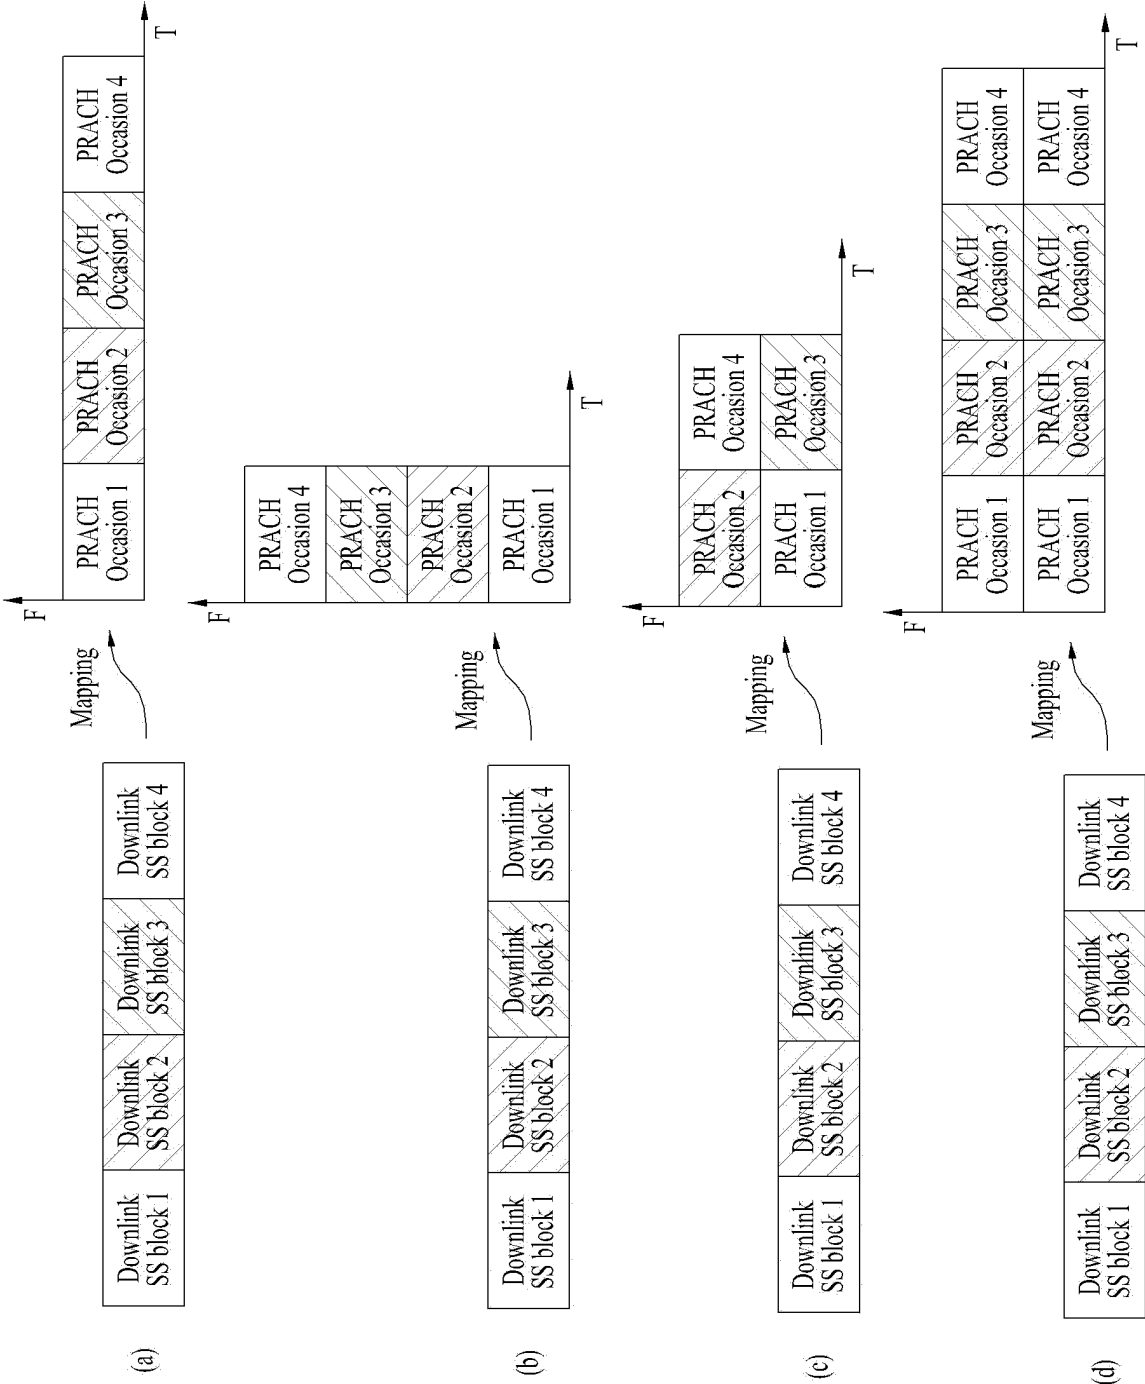 (a)
Downlink
SS block 1
Downlink
SS block 2
Downlink
SS block 3
Downlink
SS block 4
Mapping
F
PRACH
Occasion 1
PRACH
Occasion 2
PRACH
Occasion 3
PRACH
Occasion 4
T
(b)
Downlink
SS block 1
Downlink
SS block 2
Downlink
SS block 3
Downlink
SS block 4
Mapping
F
PRACH
Occasion 4
PRACH
Occasion 3
PRACH
Occasion 2
PRACH
Occasion 1
T
(c)
Downlink
SS block 1
Downlink
SS block 2
Downlink
SS block 3
Downlink
SS block 4
Mapping
F
PRACH
Occasion 2
PRACH
Occasion 4
PRACH
Occasion 1
PRACH
Occasion 3
T
(d)
Downlink
SS block 1
Downlink
SS block 2
Downlink
SS block 3
Downlink
SS block 4
Mapping
F
PRACH
Occasion 1
PRACH
Occasion 2
PRACH
Occasion 3
PRACH
Occasion 4
PRACH
Occasion 1
PRACH
Occasion 2
PRACH
Occasion 3
PRACH
Occasion 4
T